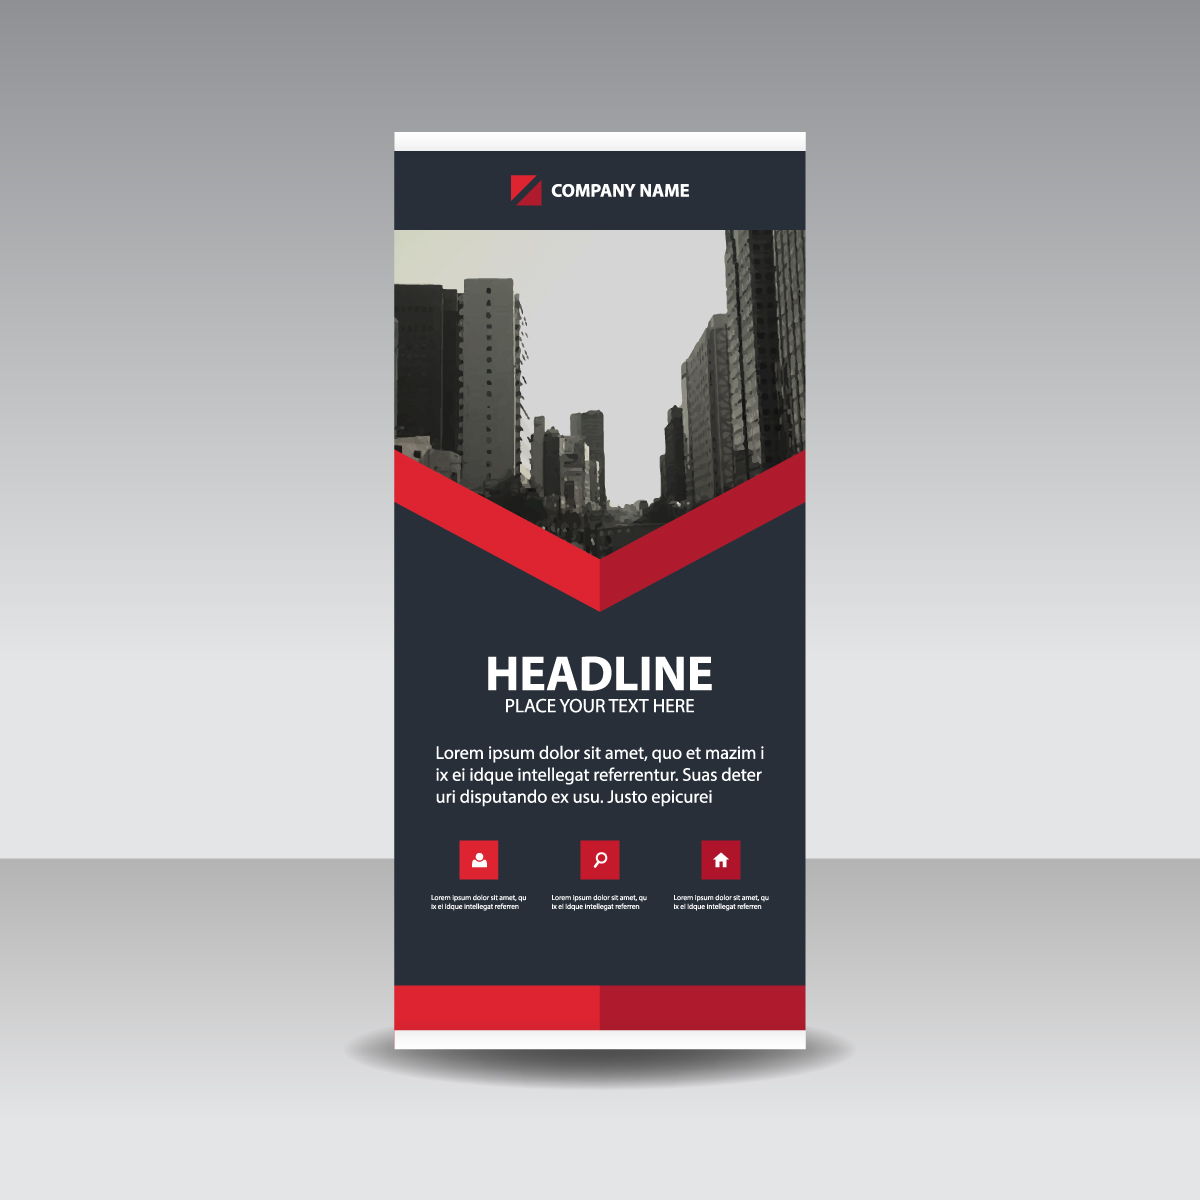 COMPANY NAME
HEADLINE
PLACE YOUR TEXT HERE
Lorem ipsum dolor sit amet, quo et mazim i
ix ei idque intellegat referrentur. Suas deter
uri disputando ex usu. Justo epicurei
Lorem ipsum dolor sit amet, qu
ix ei idque intellegat referren
Lorem ipsum dolor sit amet, qu
ix ei idque intellegat referren
Lorem ipsum dolor sit amet, qu
ix ei idque intellegat referren